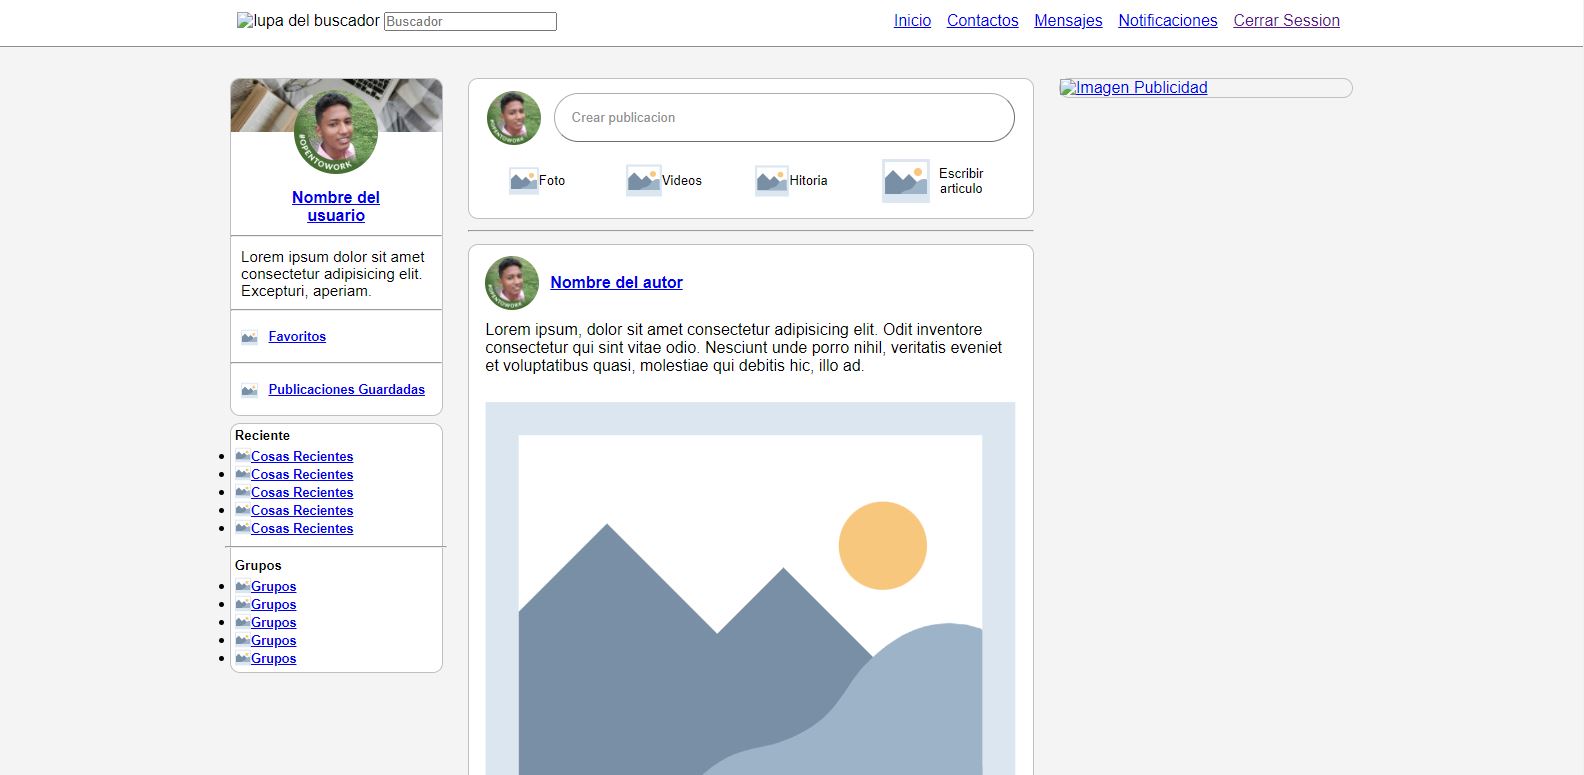 lupa del buscador Buscador Inicio Contactos Mensajes Notificaciones Cerrar Session
#OPENTOWORK
Nombre del
usuario
Lorem ipsum dolor sit amet
consectetur adipisicing elit.
Excepturi, aperiam.
Favoritos
Publicaciones Guardadas
Reciente
Cosas Recientes
Cosas Recientes
Cosas Recientes
Cosas Recientes
Cosas Recientes
Grupos
Grupos
Grupos
Grupos
Grupos
Grupos
#OPENTOWORK
Crear publicacion
Foto
Videos
Hitoria
Escribir
articulo
#OPENTOWORK
Nombre del autor
Lorem ipsum, dolor sit amet consectetur adipisicing elit. Odit inventore
consectetur qui sint vitae odio. Nesciunt unde porro nihil, veritatis eveniet
et voluptatibus quasi, molestiae qui debitis hic, illo ad.
Imagen Publicidad